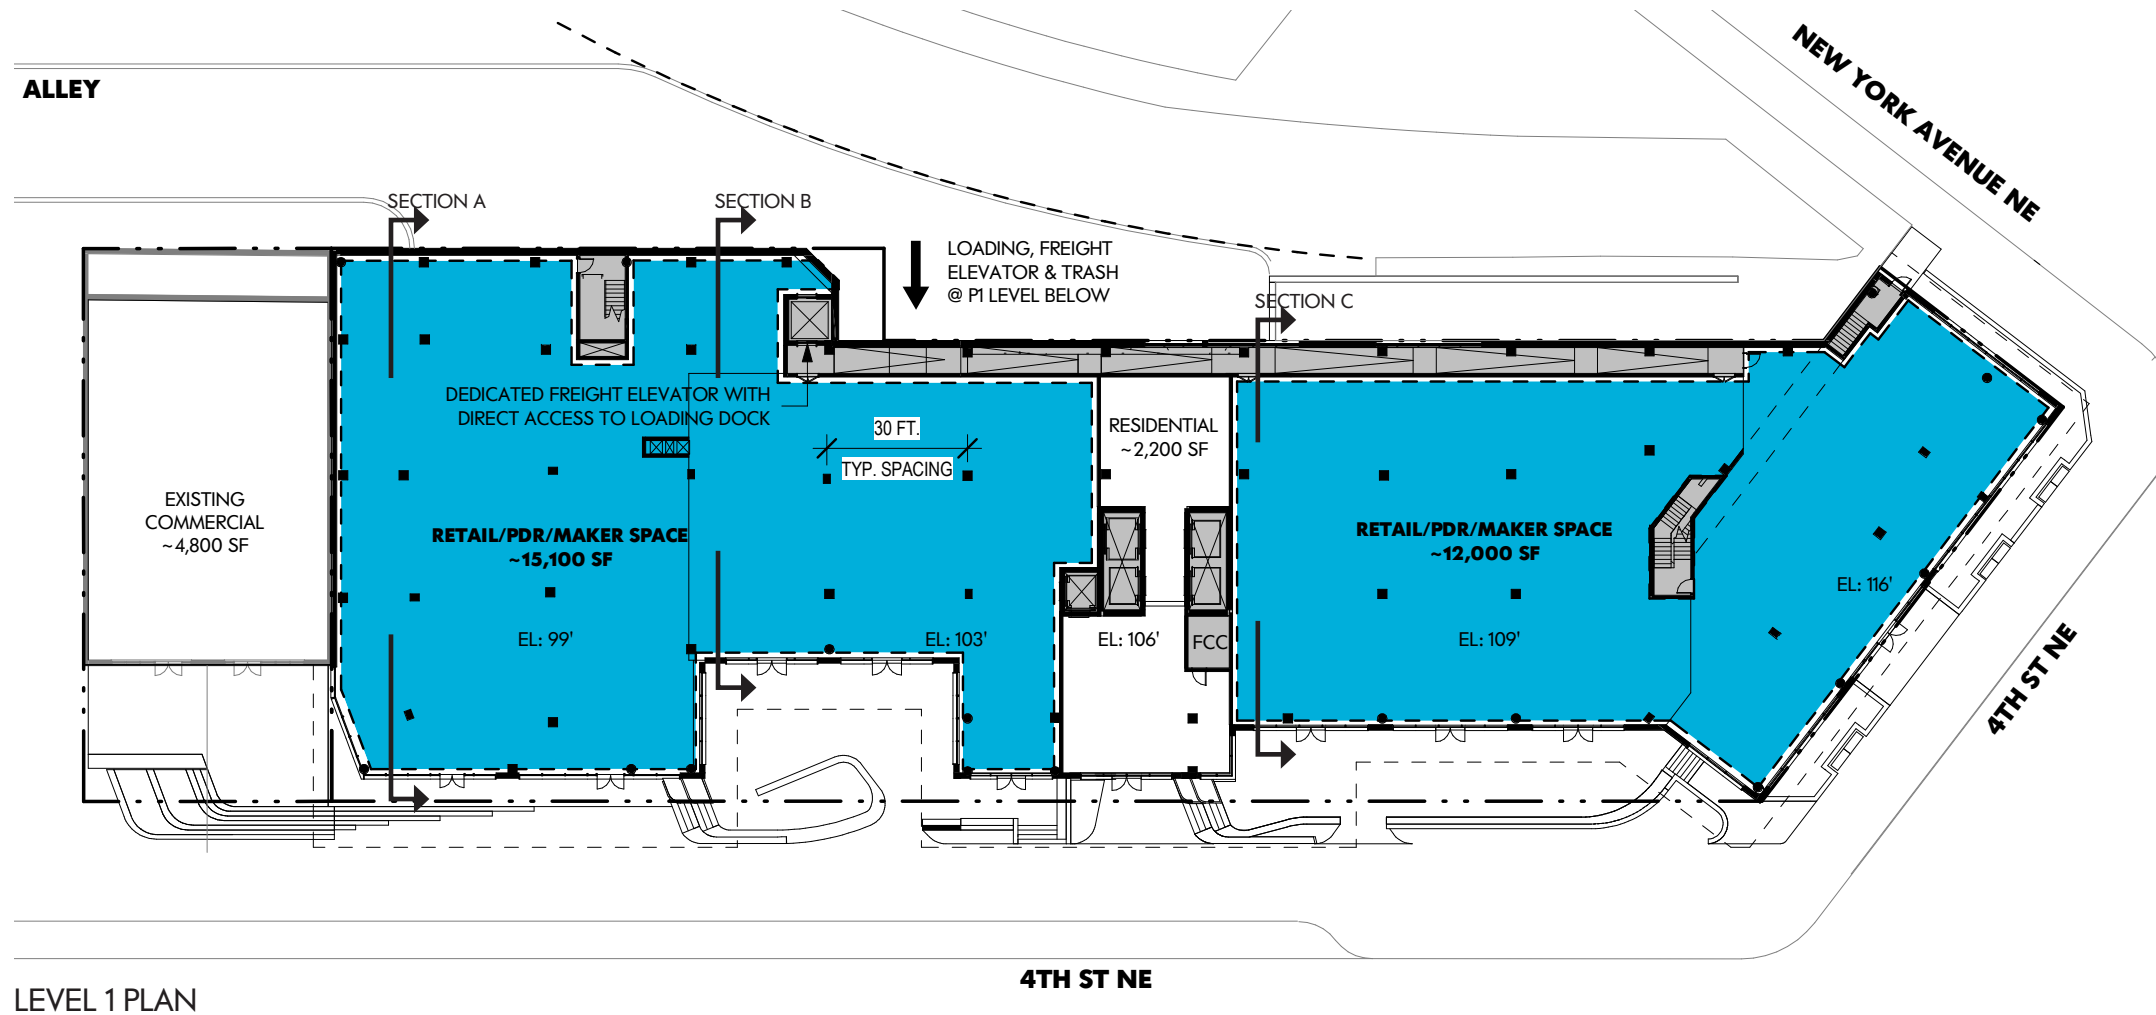 ALLEY
NEW YORK AVENUE NE
SECTION A
SECTION B
LOADING, FREIGHT
ELEVATOR & TRASH
@ P1 LEVEL BELOW
SECTION C
DEDICATED FREIGHT ELEVATOR WITH
DIRECT ACCESS TO LOADING DOCK
30 FT.
TYP. SPACING
RESIDENTIAL
~2,200 SF
EXISTING
COMMERCIAL
~4,800 SF
RETAIL/PDR/MAKER SPACE
~15,100 SF
RETAIL/PDR/MAKER SPACE
~12,000 SF
EL: 116'
EL: 99'
EL: 103'
EL: 106'
FCC
EL: 109'
4TH ST NE
4TH ST NE
LEVEL 1 PLAN